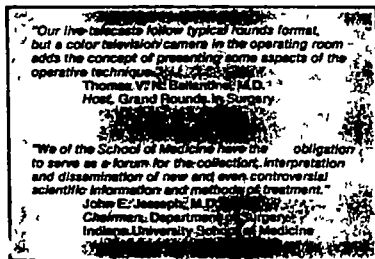 "Our live telecasts follow typical rounds format,
but a color television camera in the operating room
adds the concept of presenting some aspects of the
operative technique."
Thomas V. N. Ballantine, M.D.
Host, Grand Rounds in Surgery
"We of the School of Medicine have the obligation
to serve as a forum for the collection, interpretation
and dissemination of new and even controversial
scientific information and methods of treatment."
John E. Jesseph, M.D.
Chairman, Department of Surgery
Indiana University School of Medicine